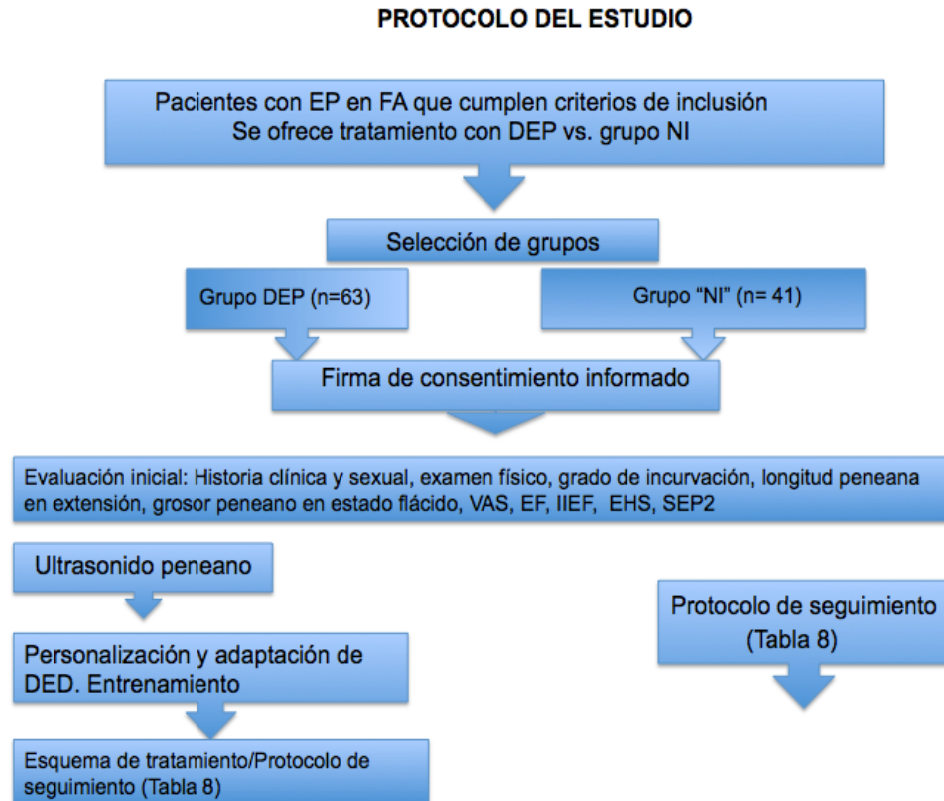 PROTOCOLO DEL ESTUDIO
Pacientes con EP en FA que cumplen criterios de inclusión
Se ofrece tratamiento con DEP vs. grupo NI
Selección de grupos
Grupo DEP (n=63)
Grupo “NI” (n= 41)
Firma de consentimiento informado
Evaluación inicial: Historia clínica y sexual, examen físico, grado de incurvación, longitud peneana
en extensión, grosor peneano en estado flácido, VAS, EF, IIEF, EHS, SEP2
Ultrasonido peneano
Protocolo de seguimiento
(Tabla 8)
Personalización y adaptación de
DED. Entrenamiento
Esquema de tratamiento/Protocolo de
seguimiento (Tabla 8)